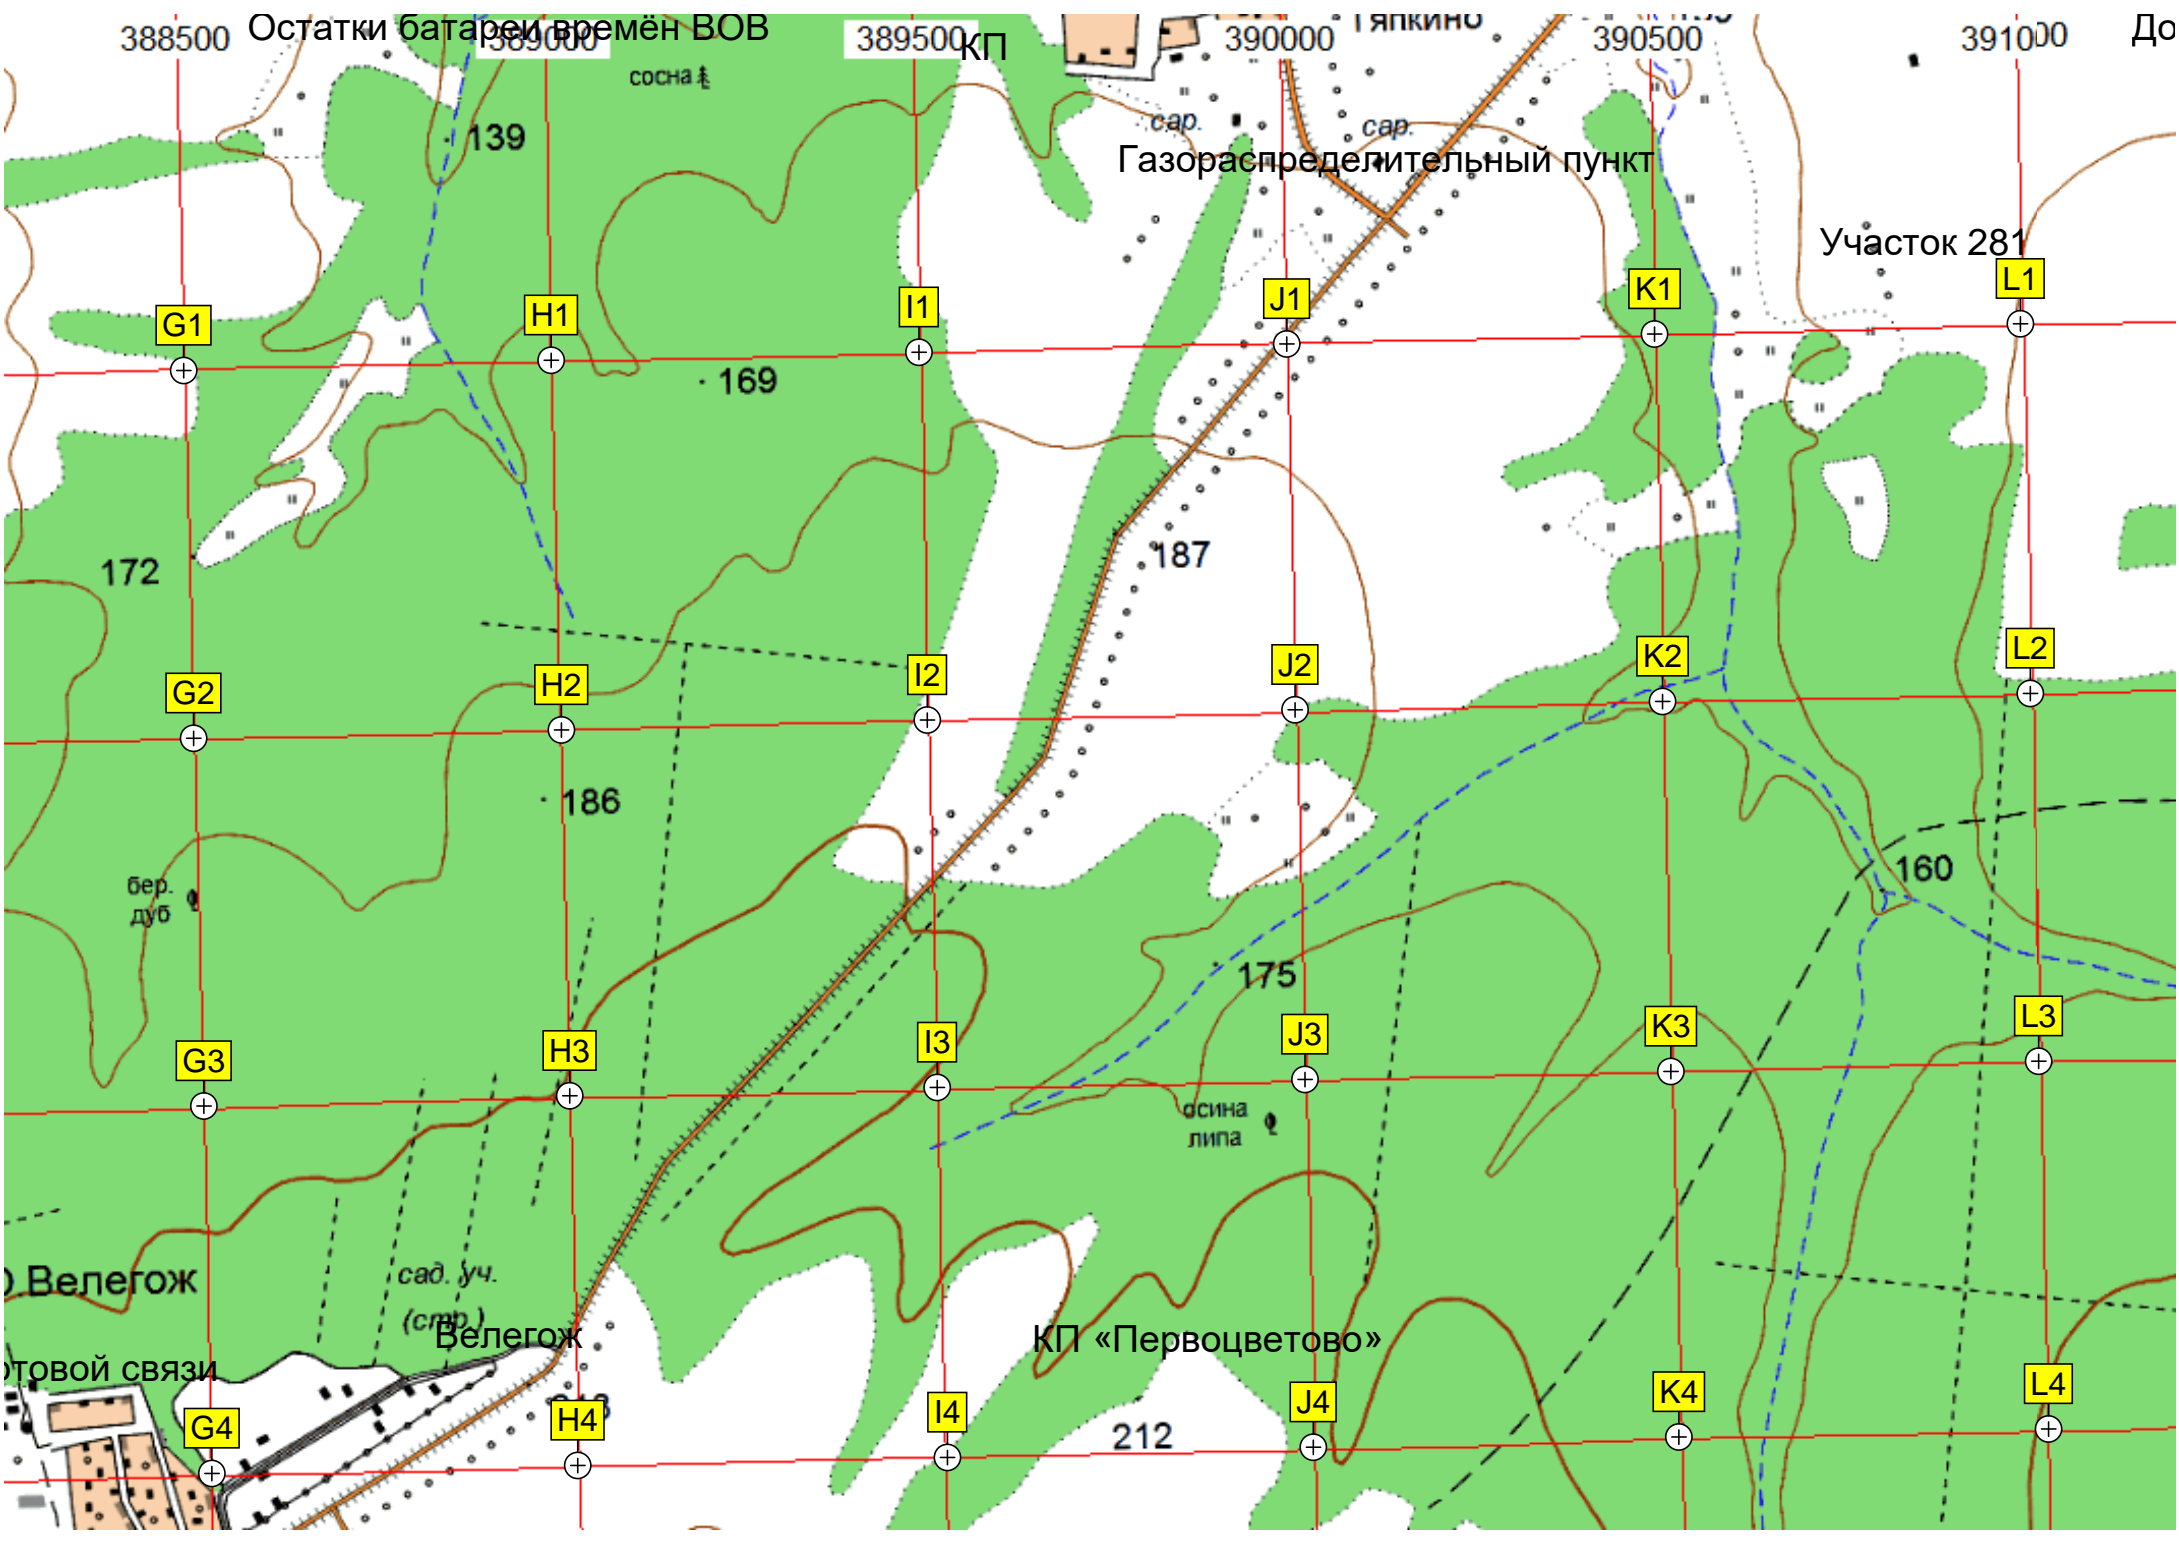 Остатки батареи времён ВОВ
КП
До
388500
389000
389500
390000
390500
391000
сосна
139
сар.
сар.
Газораспределительный пункт
Участок 281
G1
H1
I1
J1
K1
L1
169
187
172
G2
H2
I2
J2
K2
L2
186
160
бер.
дуб
175
G3
H3
I3
J3
K3
L3
осина
липа
Велегож
сад. уч.
(стр.)
Велегож
КП «Первоцветово»
отовой связи
G4
H4
I4
J4
K4
L4
212